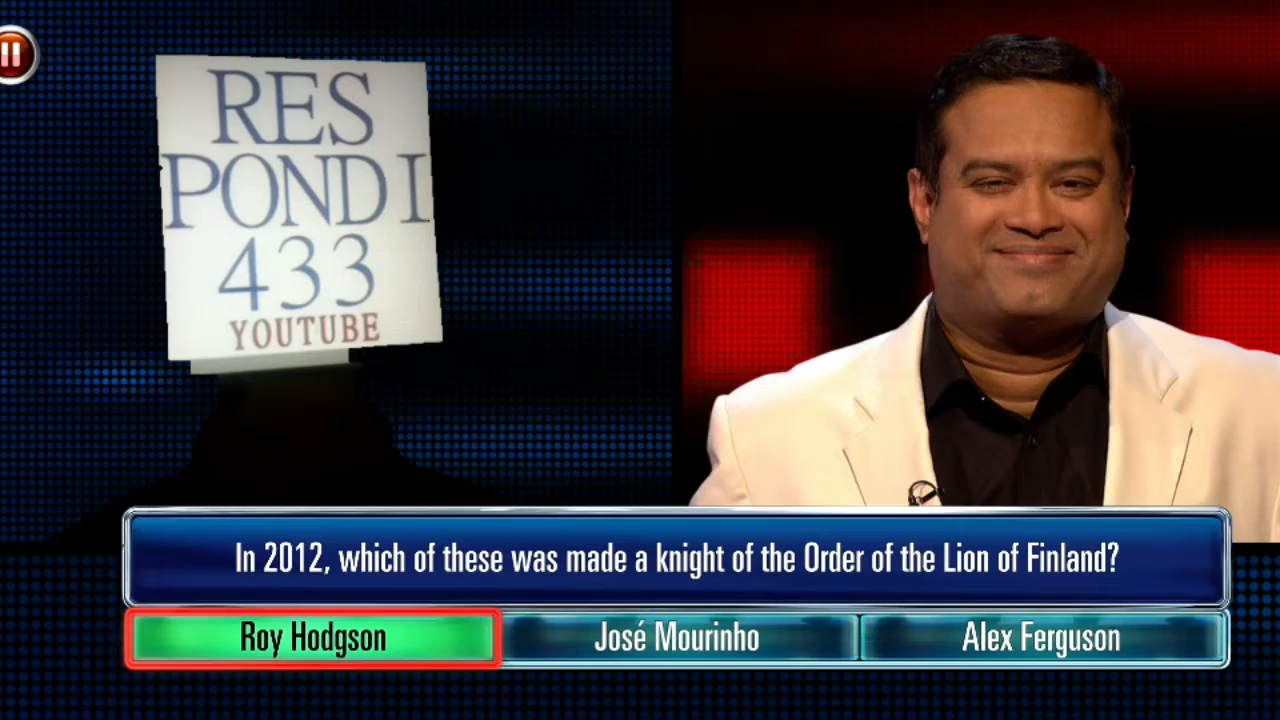 RES
POND I
433
YOUTUBE
In 2012, which of these was made a knight of the Order of the Lion of Finland?
Roy Hodgson
José Mourinho
Alex Ferguson